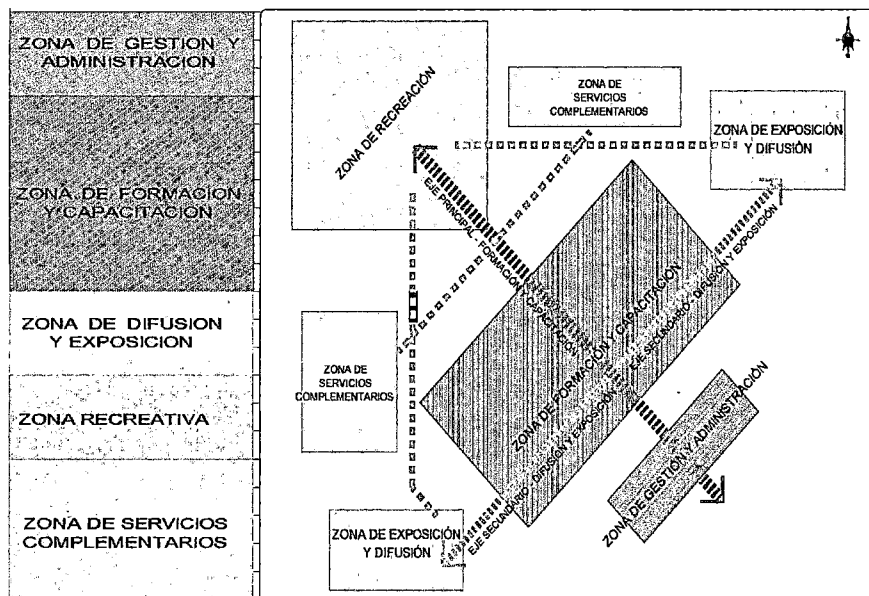 ZONA DE GESTION Y
ADMINISTRACION
ZONA DE FORMACION
Y CAPACITACION
ZONA DE DIFUSION
Y EXPOSICION
ZONA RECREATIVA
ZONA DE SERVICIOS
COMPLEMENTARIOS
ZONA DE RECREACIÓN
ZONA DE
SERVICIOS
COMPLEMENTARIOS
ZONA DE EXPOSICIÓN
Y DIFUSIÓN
EJE PRINCIPAL - FORMACIÓN Y CAPACITACIÓN
ZONA DE FORMACIÓN Y CAPACITACIÓN
EJE SECUNDARIO - DIFUSIÓN Y EXPOSICIÓN
EJE SECUNDARIO - DIFUSIÓN Y EXPOSICIÓN
ZONA DE
SERVICIOS
COMPLEMENTARIOS
ZONA DE GESTIÓN Y ADMINISTRACIÓN
ZONA DE EXPOSICIÓN
Y DIFUSIÓN